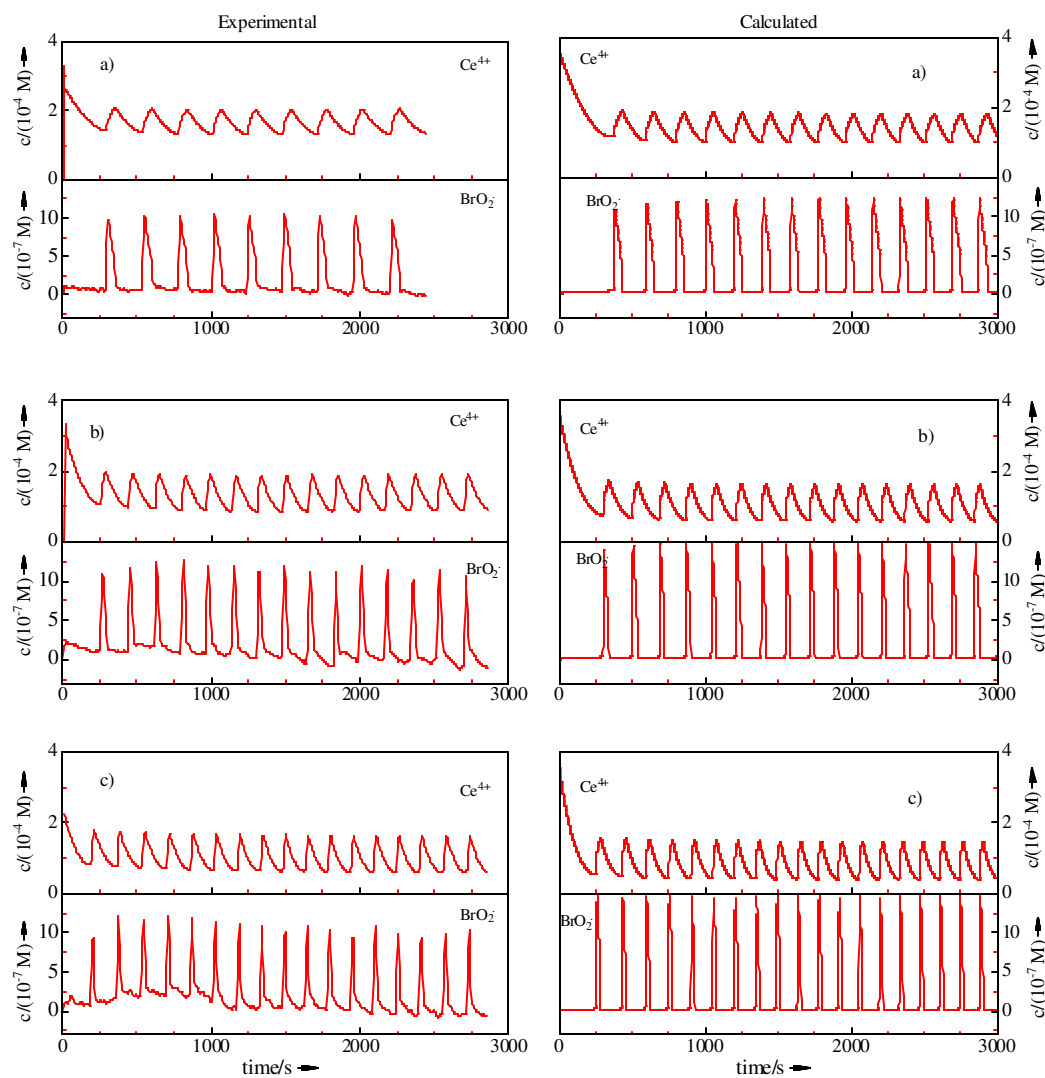 Experimental
Calculated
a)
Ce⁴⁺
c/(10⁻⁴ M)
4
2
0
BrO₂·
c/(10⁻⁷ M)
10
5
0
0
1000
2000
3000
Ce⁴⁺
a)
c/(10⁻⁴ M)
4
2
0
BrO₂·
c/(10⁻⁷ M)
10
5
0
0
1000
2000
3000
b)
Ce⁴⁺
c/(10⁻⁴ M)
4
2
0
BrO₂·
c/(10⁻⁷ M)
10
5
0
0
1000
2000
3000
Ce⁴⁺
b)
c/(10⁻⁴ M)
4
2
0
BrO₂·
c/(10⁻⁷ M)
10
5
0
0
1000
2000
3000
c)
Ce⁴⁺
c/(10⁻⁴ M)
4
2
0
BrO₂·
c/(10⁻⁷ M)
10
5
0
0
1000
2000
3000
time/s
Ce⁴⁺
c)
c/(10⁻⁴ M)
4
2
0
BrO₂·
c/(10⁻⁷ M)
10
5
0
0
1000
2000
3000
time/s